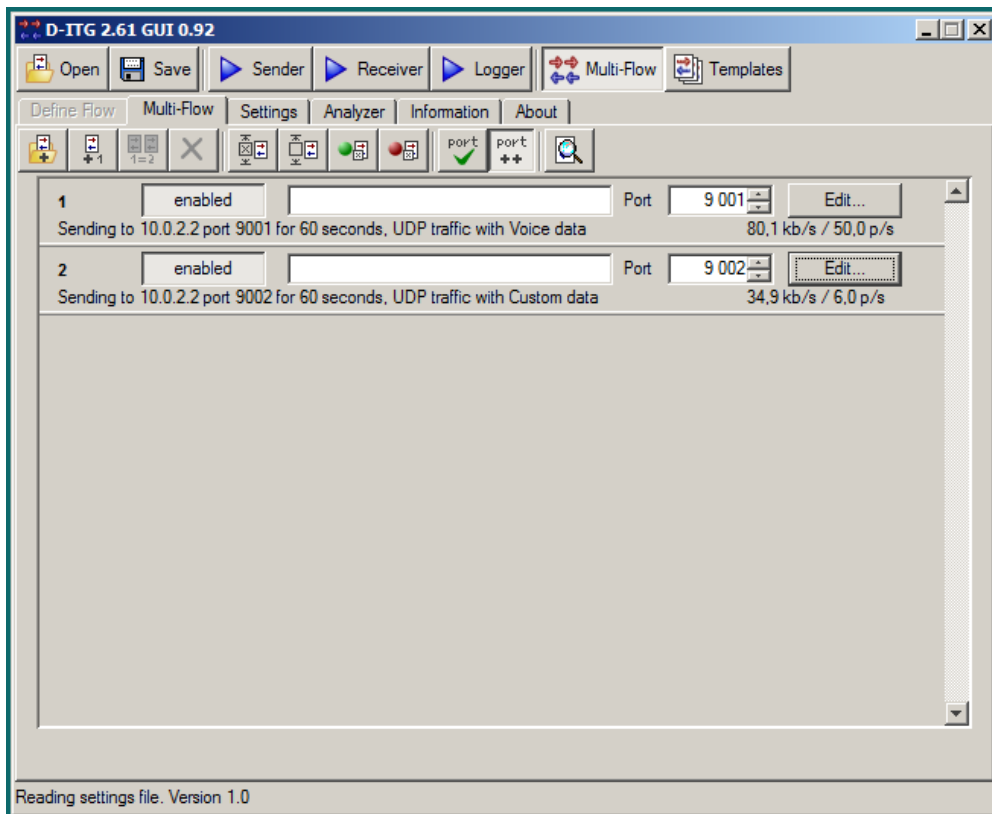 D-ITG 2.61 GUI 0.92
Open Save Sender Receiver Logger Multi-Flow Templates
Define Flow Multi-Flow Settings Analyzer Information About
+1 1=2 port port ++
1 enabled Port 9 001 Edit...
Sending to 10.0.2.2 port 9001 for 60 seconds, UDP traffic with Voice data 80,1 kb/s / 50,0 p/s
2 enabled Port 9 002 Edit...
Sending to 10.0.2.2 port 9002 for 60 seconds, UDP traffic with Custom data 34,9 kb/s / 6,0 p/s
Reading settings file. Version 1.0